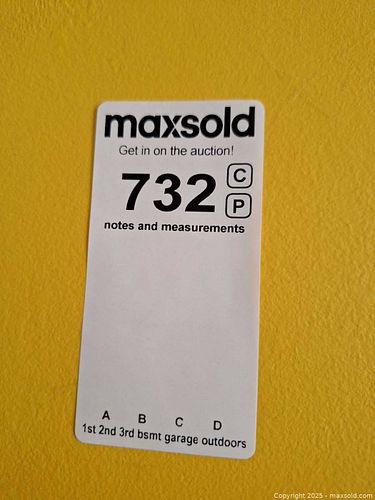 maxsold
Get in on the auction!
732 C
P
notes and measurements
A B C D
1st 2nd 3rd bsmt garage outdoors
Copyright 2025 - maxsold.com